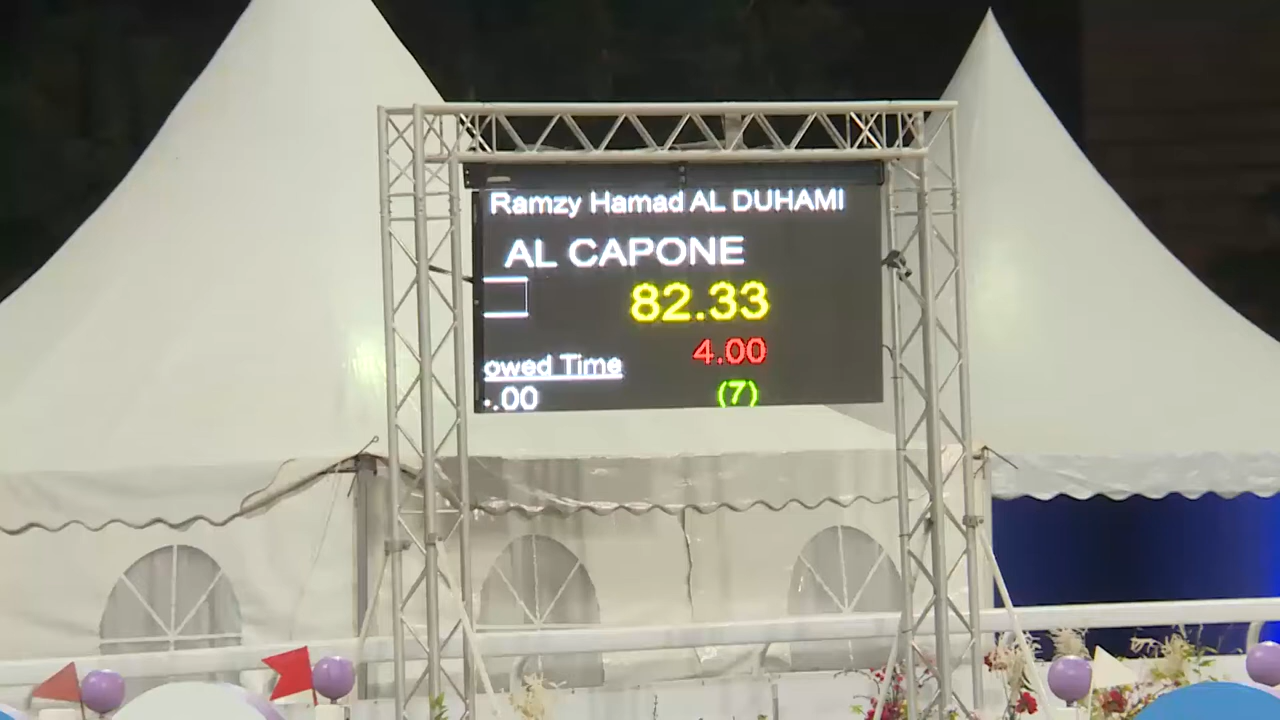 Ramzy Hamad AL DUHAMI
AL CAPONE
82.33
4.00
owed Time
.00
(7)